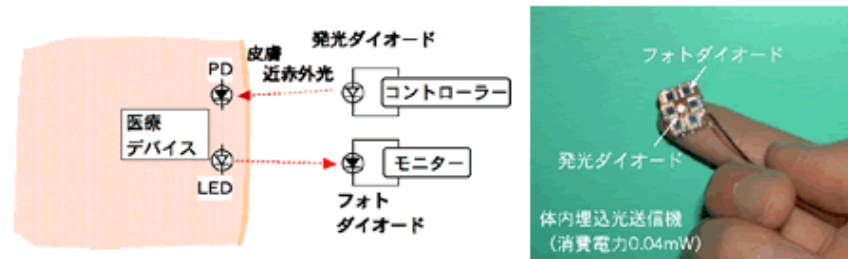 発光ダイオード
皮膚
PD
近赤外光
コントローラー
医療
デバイス
モニター
LED
フォト
ダイオード
フォトダイオード
発光ダイオード
体内埋込光送信機
（消費電力0.04mW）